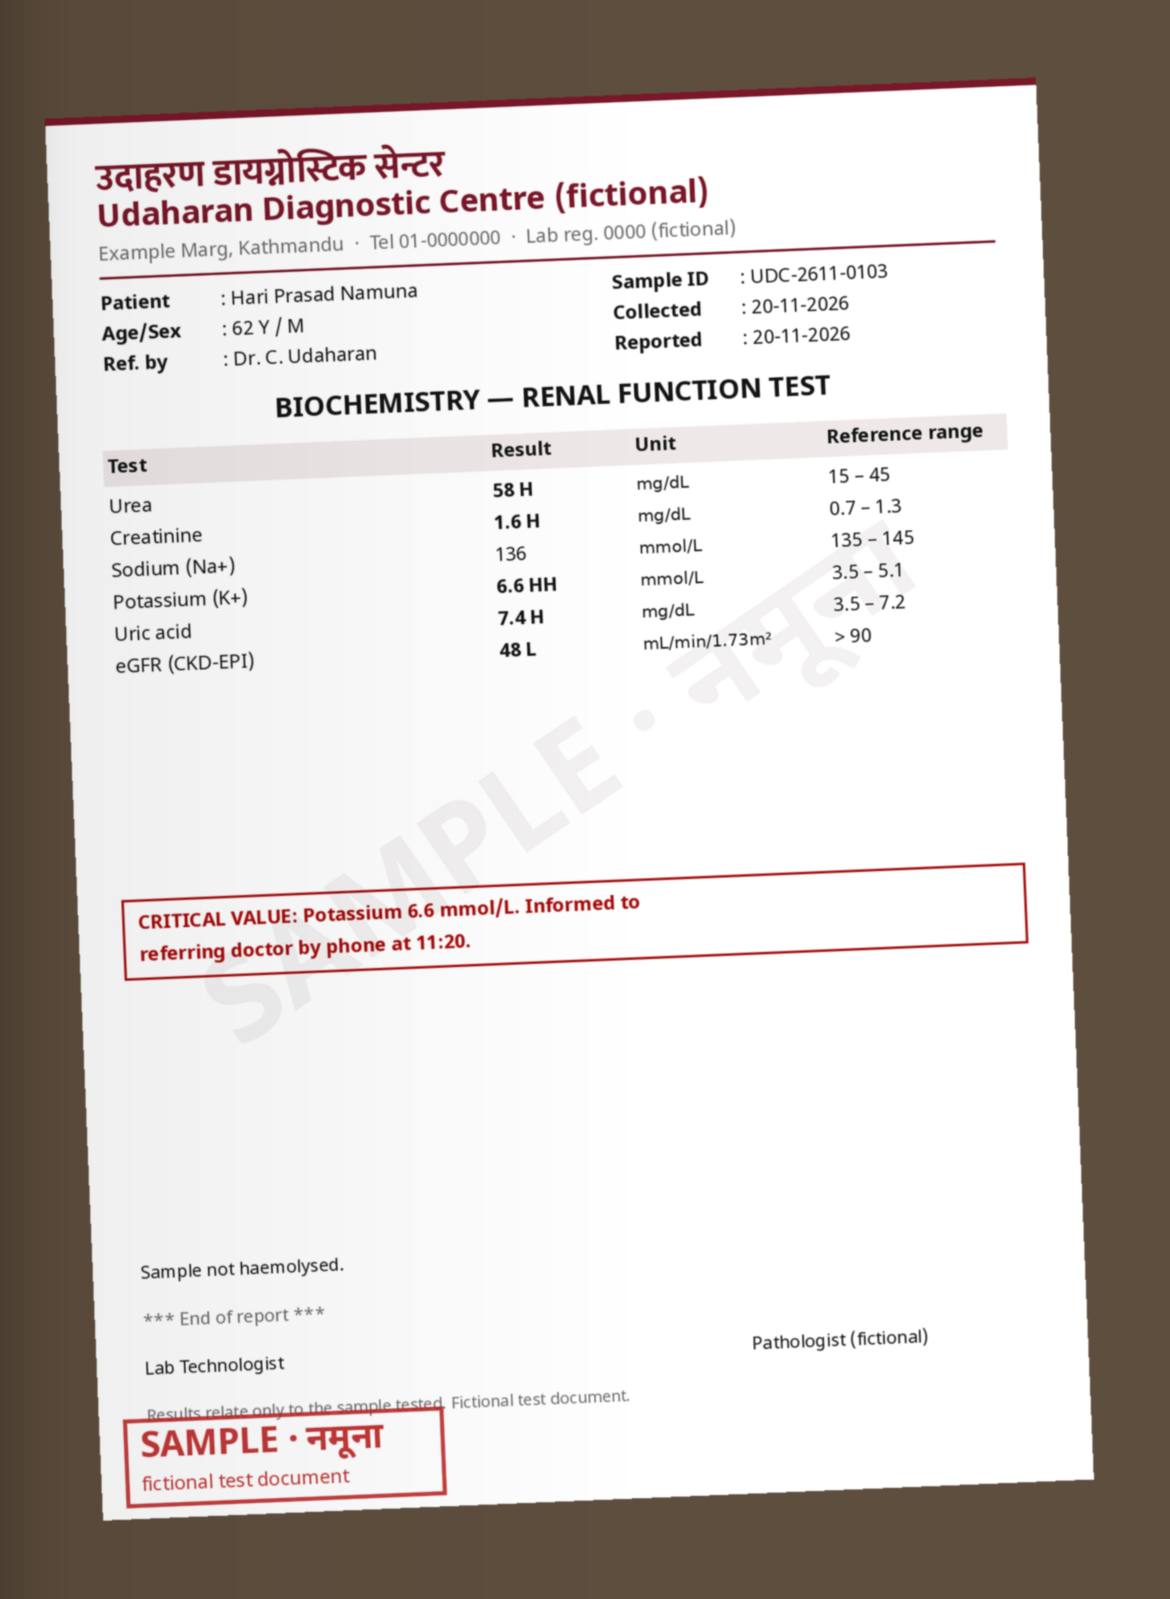 उदाहरण डायग्नोस्टिक सेन्टर
Udaharan Diagnostic Centre (fictional)
Example Marg, Kathmandu · Tel 01-0000000 · Lab reg. 0000 (fictional)
Patient : Hari Prasad Namuna Sample ID : UDC-2611-0103
Age/Sex : 62 Y / M Collected : 20-11-2026
Ref. by : Dr. C. Udaharan Reported : 20-11-2026
BIOCHEMISTRY — RENAL FUNCTION TEST
Test Result Unit Reference range
Urea 58 H mg/dL 15 – 45
Creatinine 1.6 H mg/dL 0.7 – 1.3
Sodium (Na+) 136 mmol/L 135 – 145
Potassium (K+) 6.6 HH mmol/L 3.5 – 5.1
Uric acid 7.4 H mg/dL 3.5 – 7.2
eGFR (CKD-EPI) 48 L mL/min/1.73m² > 90
SAMPLE · नमूना
CRITICAL VALUE: Potassium 6.6 mmol/L. Informed to
referring doctor by phone at 11:20.
Sample not haemolysed.
*** End of report ***
Lab Technologist Pathologist (fictional)
Results relate only to the sample tested. Fictional test document.
SAMPLE · नमूना
fictional test document